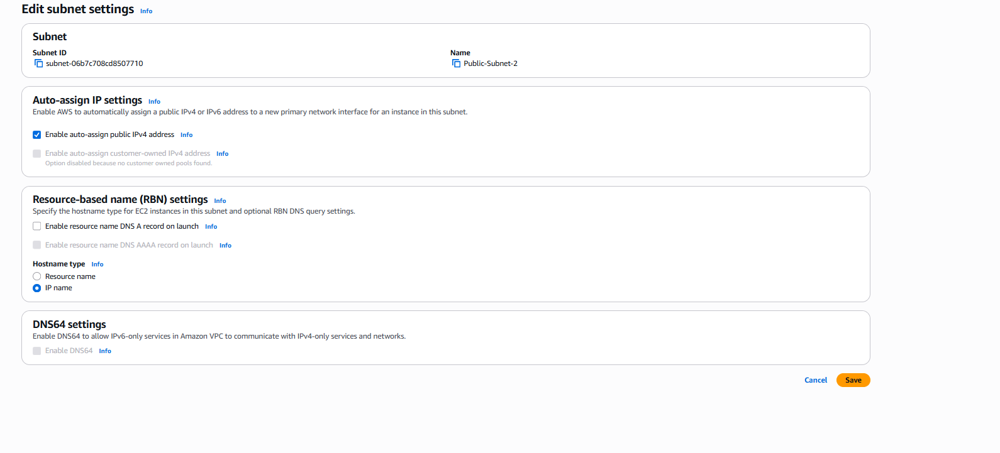 Edit subnet settings Info
Subnet
Subnet ID
subnet-06b7c708cd8507710
Name
Public-Subnet-2
Auto-assign IP settings Info
Enable AWS to automatically assign a public IPv4 or IPv6 address to a new primary network interface for an instance in this subnet.
Enable auto-assign public IPv4 address Info
Enable auto-assign customer-owned IPv4 address Info
Option disabled because no customer owned pools found.
Resource-based name (RBN) settings Info
Specify the hostname type for EC2 instances in this subnet and optional RBN DNS query settings.
Enable resource name DNS A record on launch Info
Enable resource name DNS AAAA record on launch Info
Hostname type Info
Resource name
IP name
DNS64 settings
Enable DNS64 to allow IPv6-only services in Amazon VPC to communicate with IPv4-only services and networks.
Enable DNS64 Info
Cancel Save